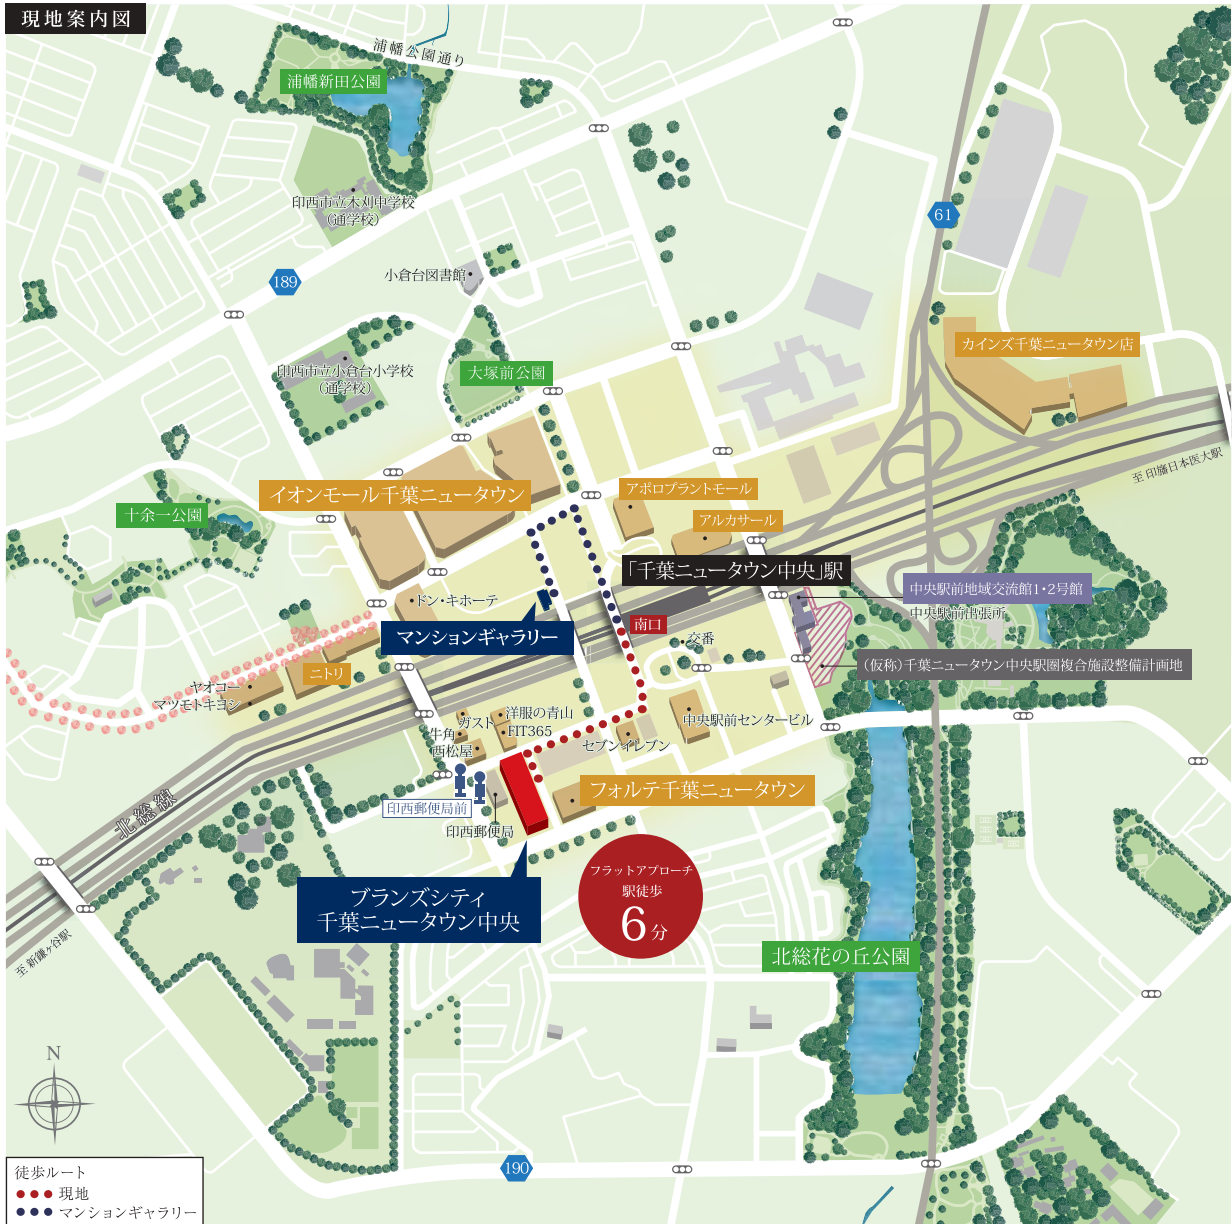 現地案内図
浦幡公園通り
浦幡新田公園
印西市立木刈中学校
(通学校)
61
189
小倉台図書館
カインズ千葉ニュータウン店
印西市立小倉台小学校
(通学校)
大塚前公園
至 印旛日本医大駅
イオンモール千葉ニュータウン
アポロプラントモール
十余一公園
アルカサール
「千葉ニュータウン中央」駅
中央駅前地域交流館1・2号館
中央駅前出張所
ドン・キホーテ
マンションギャラリー
南口
交番
(仮称)千葉ニュータウン中央駅圏複合施設整備計画地
ニトリ
ヤオコー
マツモトキヨシ
洋服の青山
FIT365
ガスト
牛角
西松屋
中央駅前センタービル
セブンイレブン
フォルテ千葉ニュータウン
印西郵便局前
印西郵便局
北総線
フラットアプローチ
駅徒歩
6分
ブランズシティ
千葉ニュータウン中央
北総花の丘公園
至 新鎌ヶ谷駅
N
190
徒歩ルート
現地
マンションギャラリー